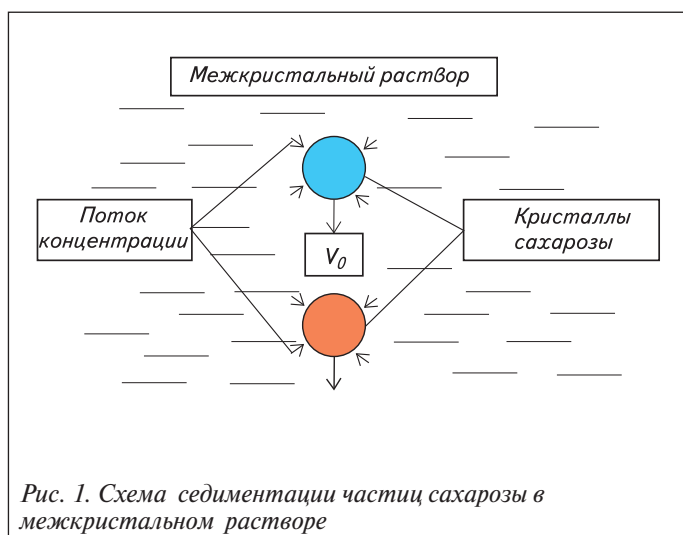 Межкристальный раствор
Поток
концентрации
Кристаллы
сахарозы
V₀
Рис. 1. Схема седиментации частиц сахарозы в
межкристальном растворе